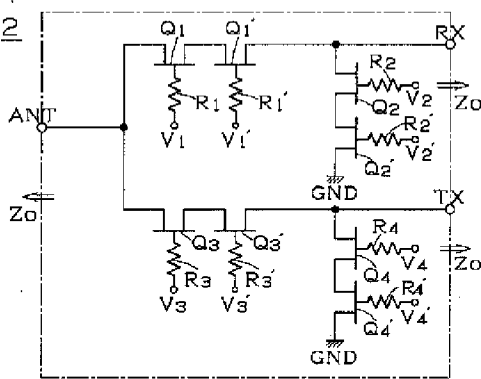 2
Q1 Q1' RX
R1 R1' R2
V1 V1' V2 Zo
Q2
R2'
V2'
Q2'
ANT
GND
Zo
TX
Q3 Q3' R4
R3 R3' V4 Zo
Q4
R4'
V3 V3' V4'
Q4'
GND